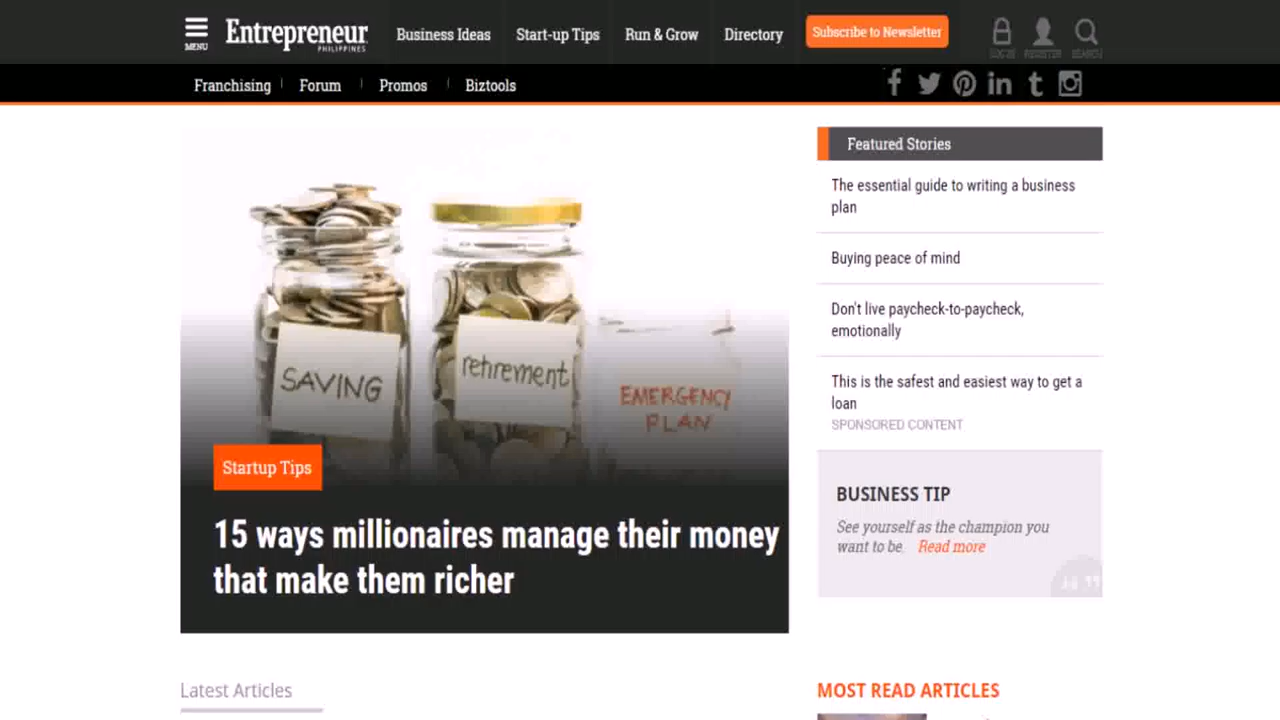 MENU
Entrepreneur
PHILIPPINES
Business Ideas
Start-up Tips
Run & Grow
Directory
Subscribe to Newsletter
REGISTER
SEARCH
Franchising
Forum
Promos
Biztools
SAVING
retirement
EMERGENCY
PLAN
Startup Tips
15 ways millionaires manage their money
that make them richer
Featured Stories
The essential guide to writing a business
plan
Buying peace of mind
Don't live paycheck-to-paycheck,
emotionally
This is the safest and easiest way to get a
loan
SPONSORED CONTENT
BUSINESS TIP
See yourself as the champion you
want to be. Read more
Latest Articles
MOST READ ARTICLES